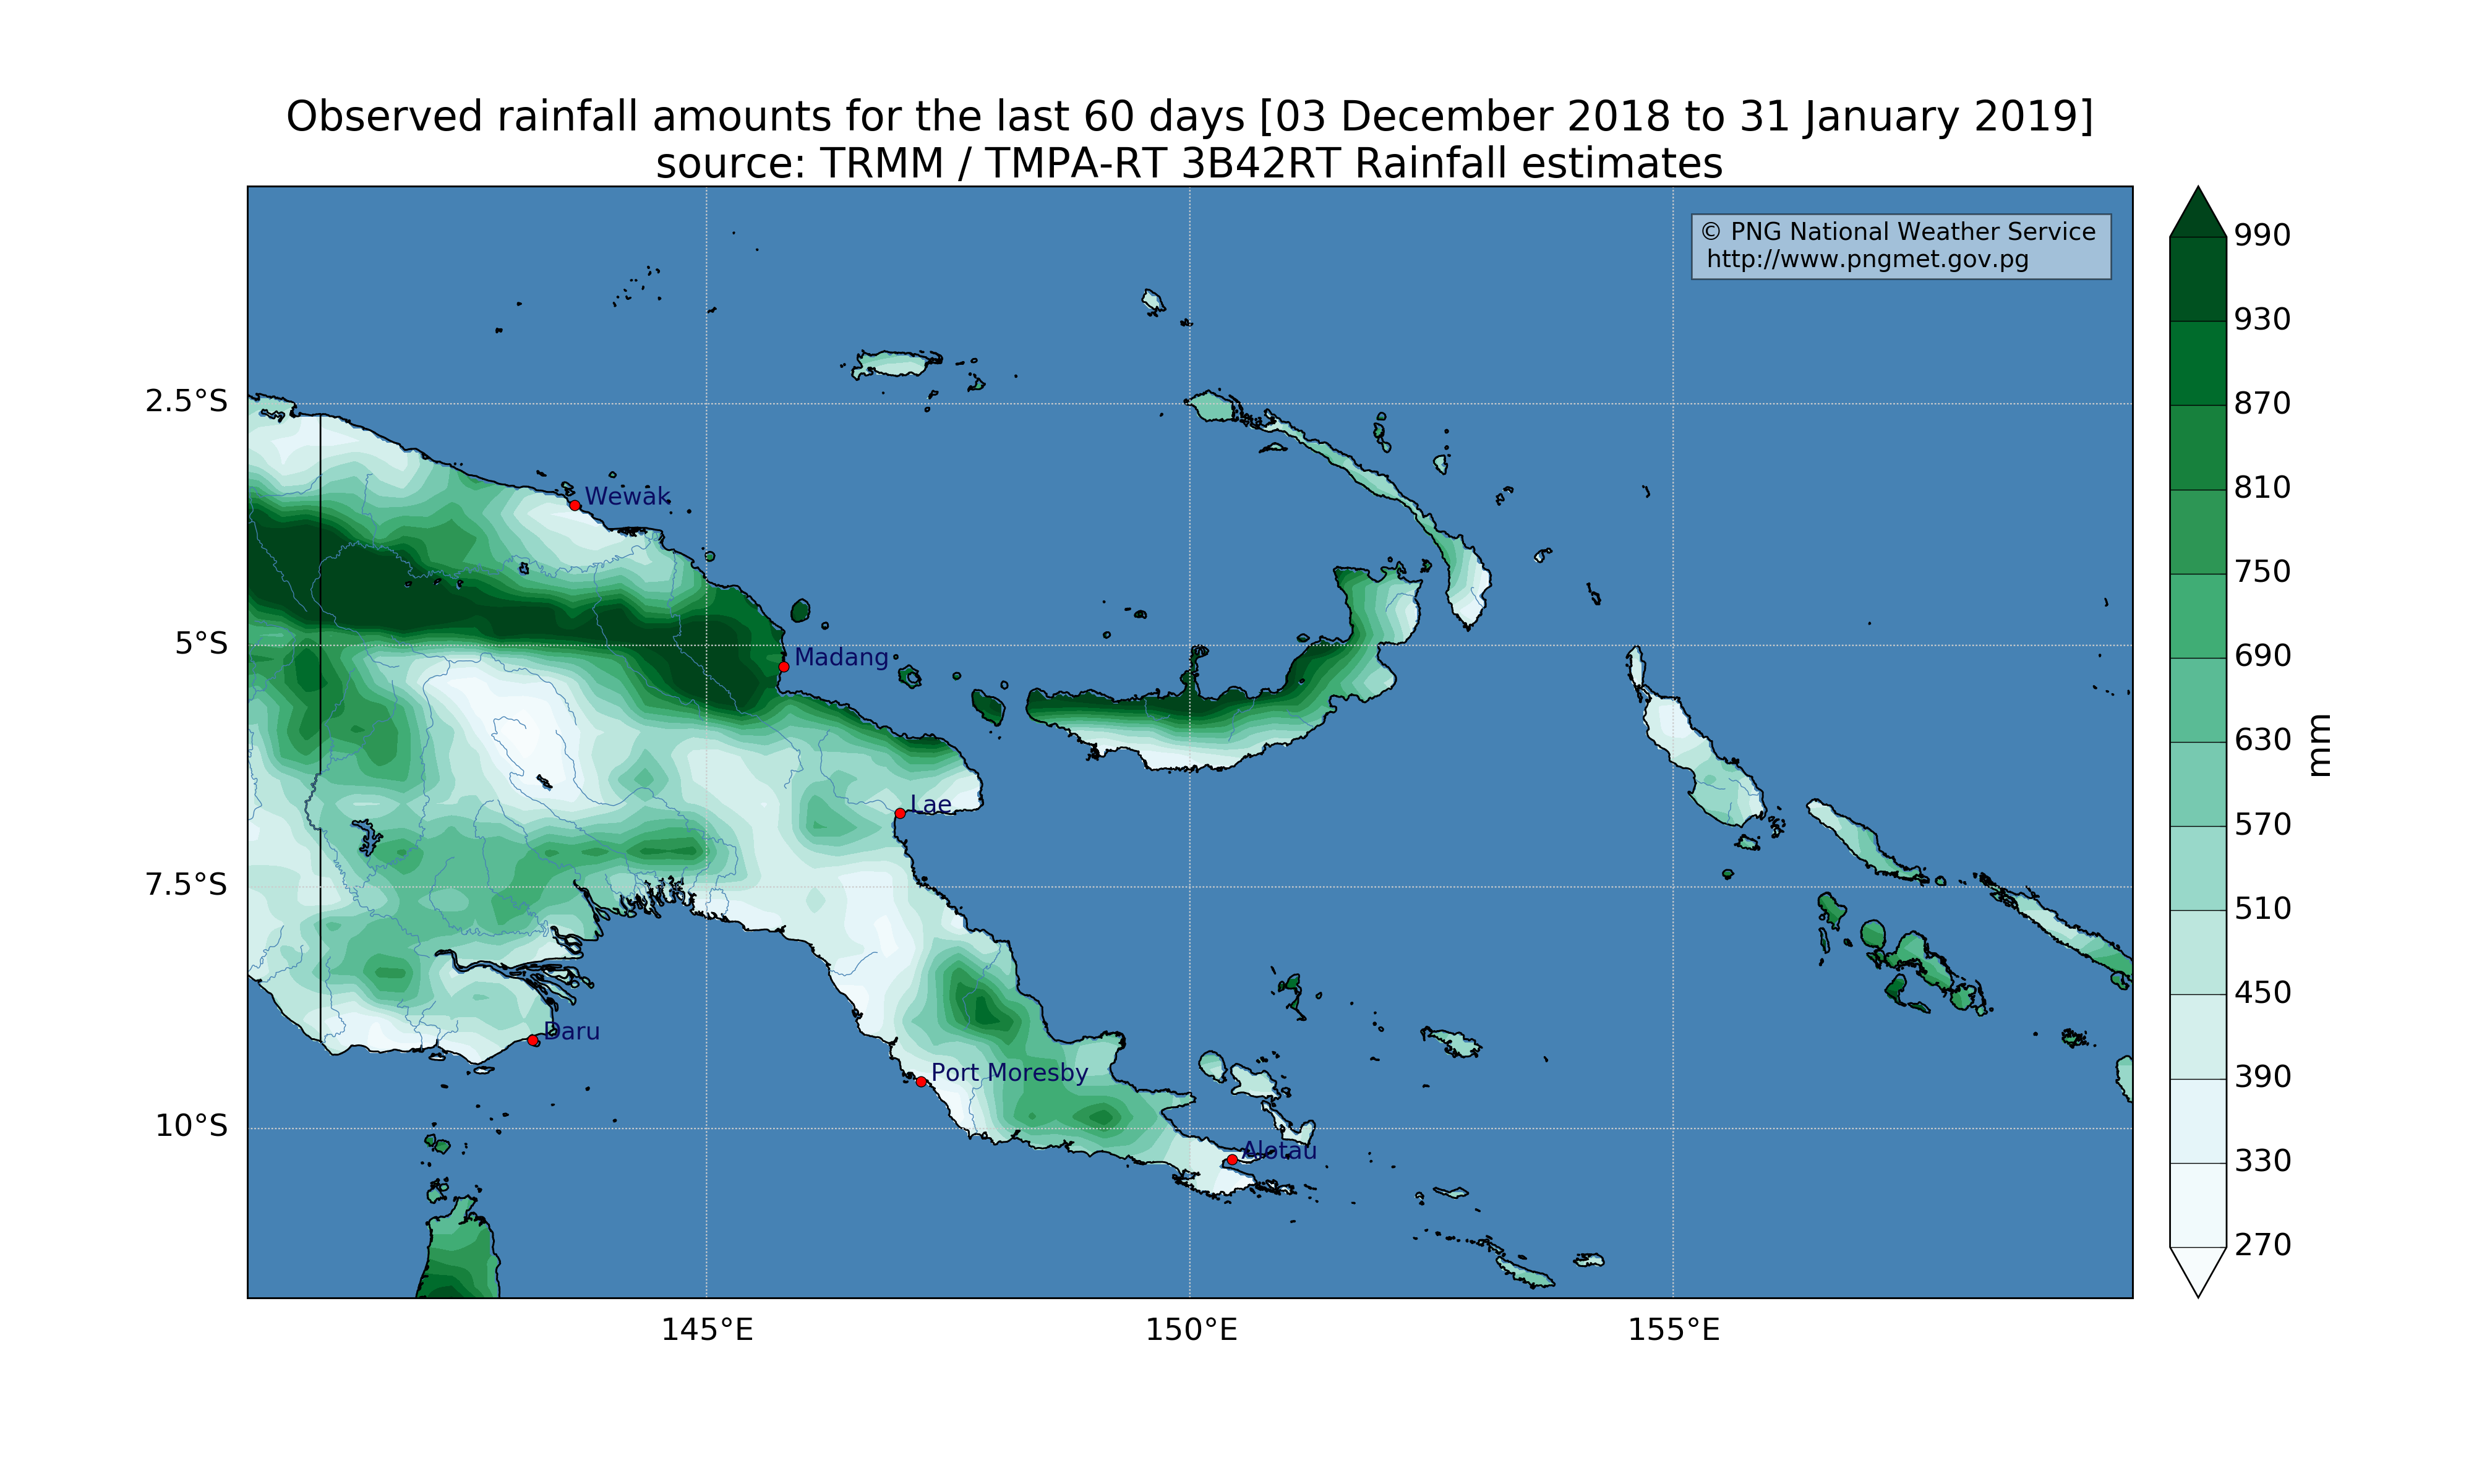 Observed rainfall amounts for the last 60 days [03 December 2018 to 31 January 2019]
source: TRMM / TMPA-RT 3B42RT Rainfall estimates
© PNG National Weather Service
http://www.pngmet.gov.pg
2.5°S
5°S
7.5°S
10°S
Wewak
Madang
Lae
Daru
Port Moresby
Alotau
145°E
150°E
155°E
990
930
870
810
750
690
630
570
510
450
390
330
270
mm